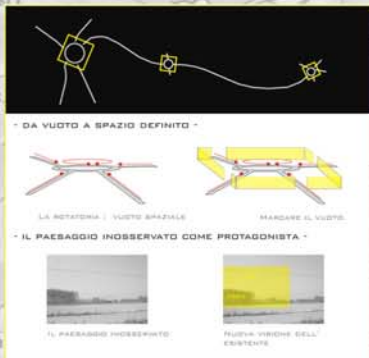 - DA VUOTO A SPAZIO DEFINITO -
LA ROTATORIA : VUOTO SPAZIALE
MARCARE IL VUOTO
- IL PAESAGGIO INOSSERVATO COME PROTAGONISTA -
IL PAESAGGIO INOSSERVATO
NUOVA VISIONE DELL'
ESISTENTE